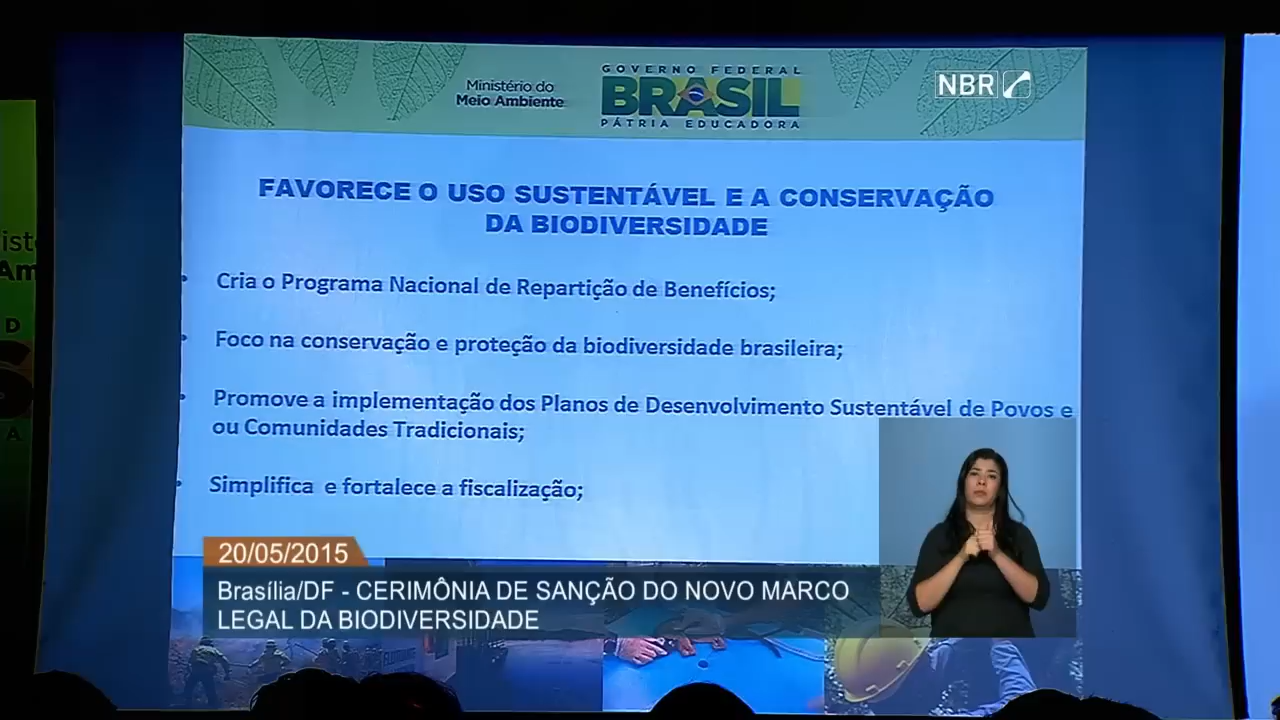 GOVERNO FEDERAL
Ministério do
Meio Ambiente
BRASIL
PÁTRIA EDUCADORA
NBR
FAVORECE O USO SUSTENTÁVEL E A CONSERVAÇÃO
DA BIODIVERSIDADE
• Cria o Programa Nacional de Repartição de Benefícios;
• Foco na conservação e proteção da biodiversidade brasileira;
• Promove a implementação dos Planos de Desenvolvimento Sustentável de Povos e
ou Comunidades Tradicionais;
• Simplifica e fortalece a fiscalização;
20/05/2015
Brasília/DF - CERIMÔNIA DE SANÇÃO DO NOVO MARCO
LEGAL DA BIODIVERSIDADE